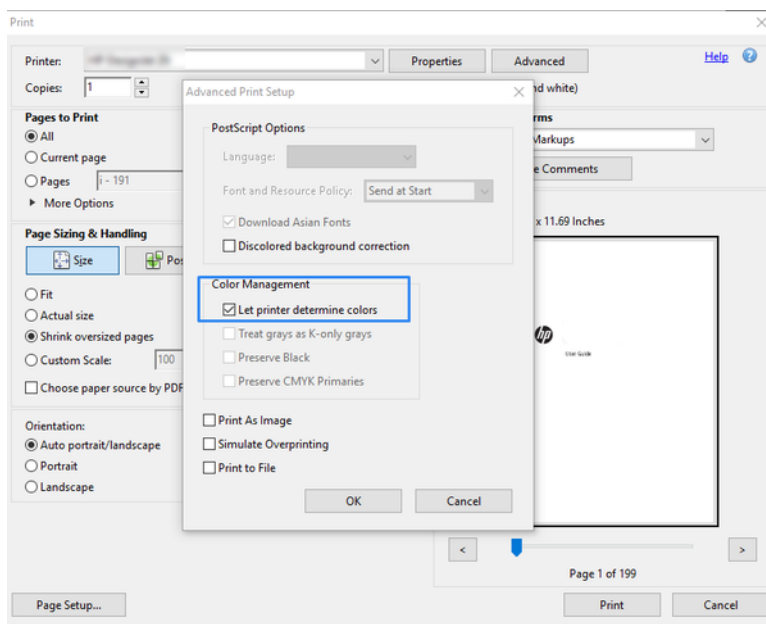 Print
Printer:
Properties
Advanced
Help
?
Copies:
1
nd white)
Pages to Print
All
Current page
Pages
i - 191
More Options
Page Sizing & Handling
Size
Pos
Fit
Actual size
Shrink oversized pages
Custom Scale:
100
Choose paper source by PDF
Orientation:
Auto portrait/landscape
Portrait
Landscape
Advanced Print Setup
PostScript Options
Language:
Font and Resource Policy:
Send at Start
Download Asian Fonts
Discolored background correction
Color Management
Let printer determine colors
Treat grays as K-only grays
Preserve Black
Preserve CMYK Primaries
Print As Image
Simulate Overprinting
Print to File
OK
Cancel
rms
Markups
e Comments
x 11.69 Inches
hp
User Guide
<
>
Page 1 of 199
Page Setup...
Print
Cancel